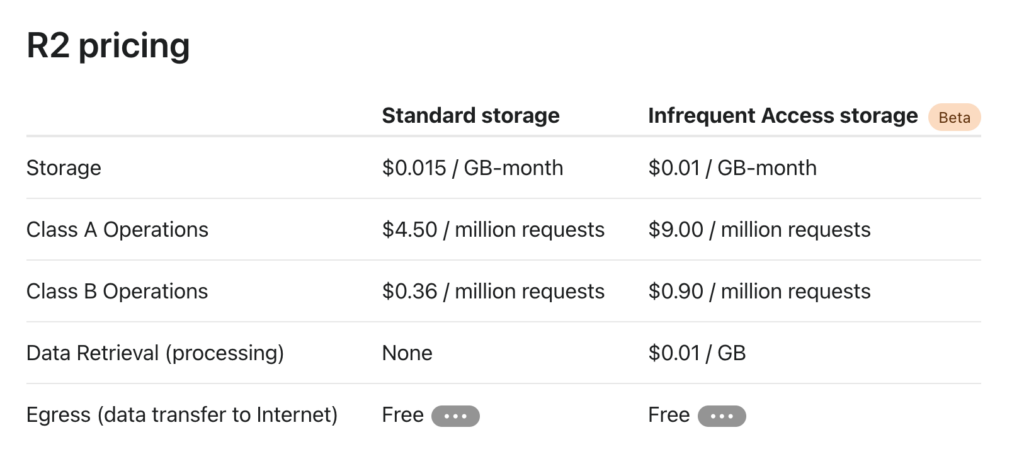 R2 pricing
Standard storage Infrequent Access storage Beta
Storage $0.015 / GB-month $0.01 / GB-month
Class A Operations $4.50 / million requests $9.00 / million requests
Class B Operations $0.36 / million requests $0.90 / million requests
Data Retrieval (processing) None $0.01 / GB
Egress (data transfer to Internet) Free ••• Free •••